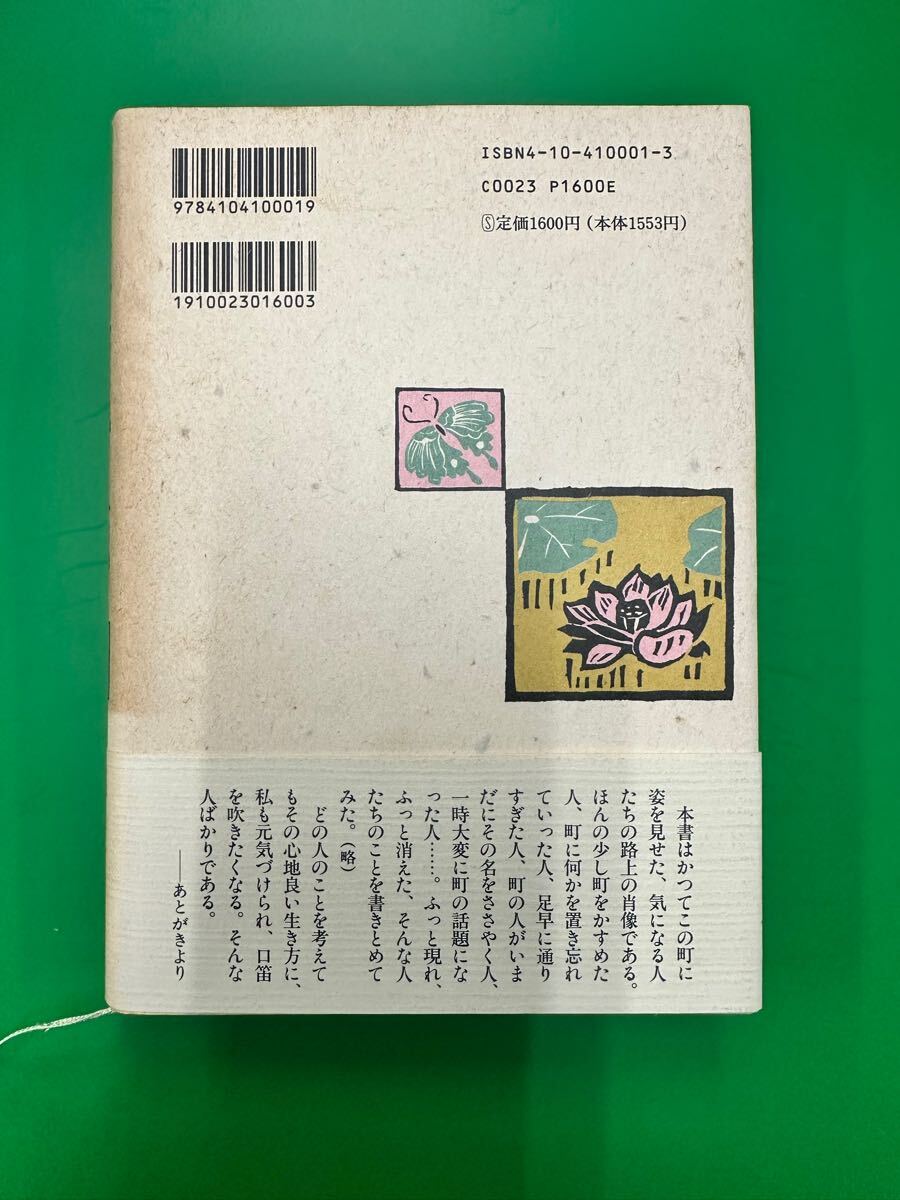 9784104100019
1910023016003
ISBN4-10-410001-3
C0023 P1600E
Ⓢ定価1600円(本体1553円)
本書はかつてこの町に
姿を見せた、気になる人
たちの路上の肖像である。
ほんの少し町をかすめた
人、町に何かを置き忘れ
ていった人、足早に通り
すぎた人、町の人がいま
だにその名をささやく人、
一時大変に町の話題にな
った人……。ふっと現れ、
ふっと消えた、そんな人
たちのことを書きとめて
みた。(略)
どの人のことを考えて
もその心地良い生き方に、
私も元気づけられ、口笛
を吹きたくなる。そんな
人ばかりである。
――あとがきより